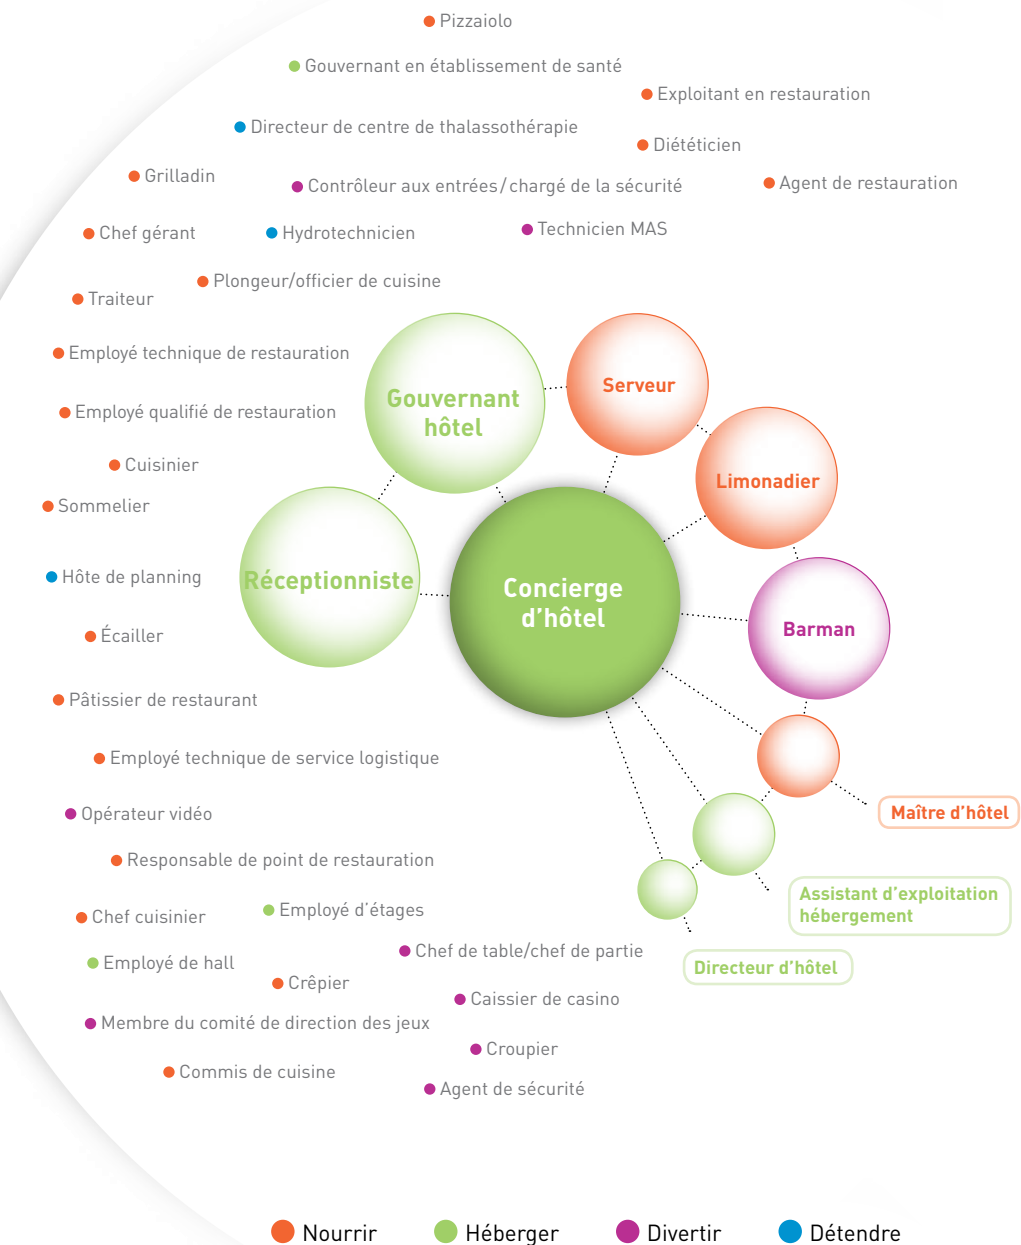 Pizzaiolo
Gouvernant en établissement de santé
Exploitant en restauration
Directeur de centre de thalassothérapie
Diététicien
Grilladin
Contrôleur aux entrées/chargé de la sécurité
Agent de restauration
Chef gérant
Hydrotechnicien
Technicien MAS
Plongeur/officier de cuisine
Traiteur
Employé technique de restauration
Gouvernant
hôtel
Serveur
Employé qualifié de restauration
Cuisinier
Limonadier
Sommelier
Hôte de planning
Réceptionniste
Concierge
d'hôtel
Barman
Écailler
Pâtissier de restaurant
Employé technique de service logistique
Opérateur vidéo
Maître d'hôtel
Responsable de point de restauration
Assistant d'exploitation
hébergement
Chef cuisinier
Employé d'étages
Chef de table/chef de partie
Employé de hall
Directeur d'hôtel
Crêpier
Caissier de casino
Membre du comité de direction des jeux
Croupier
Commis de cuisine
Agent de sécurité
Nourrir
Héberger
Divertir
Détendre